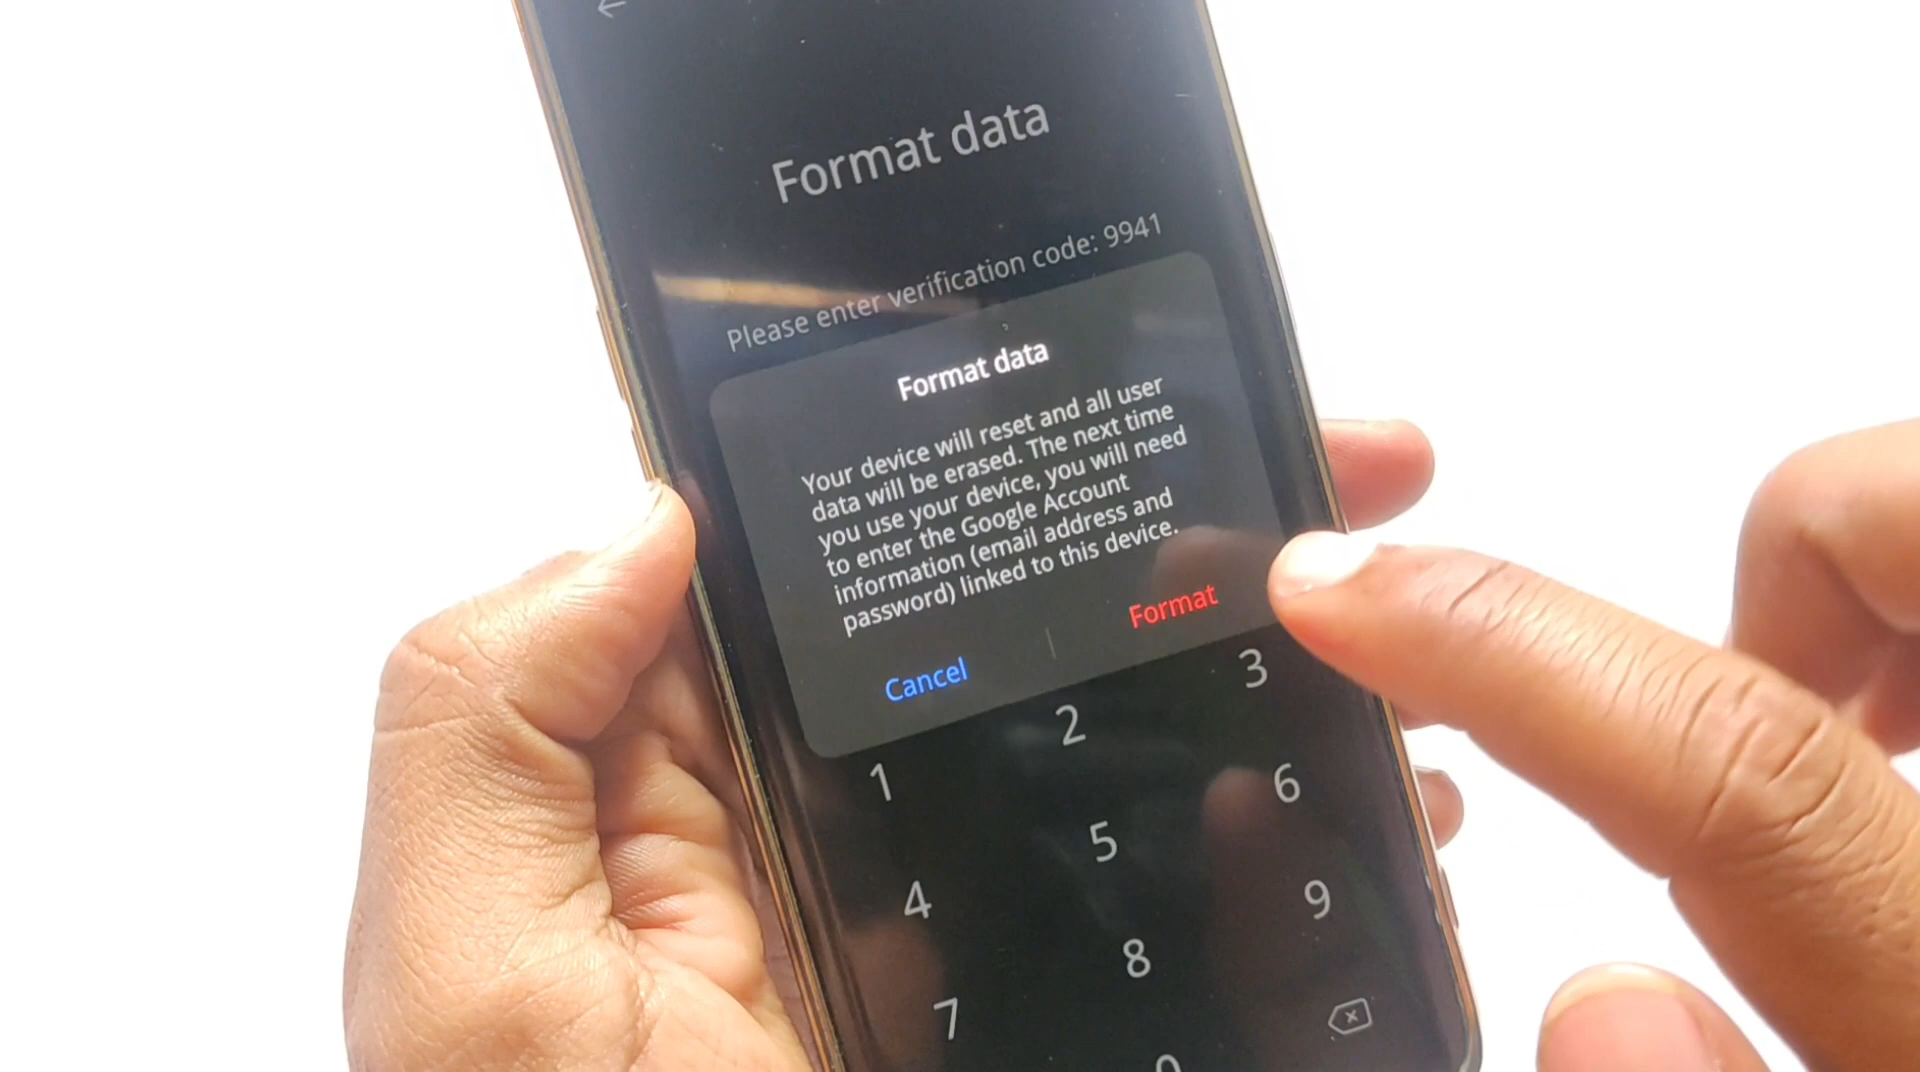 Format data
Please enter verification code: 9941
Format data
Your device will reset and all user
data will be erased. The next time
you use your device, you will need
to enter the Google Account
information (email address and
password) linked to this device.
Cancel
Format
1
2
3
4
5
6
7
8
9
0